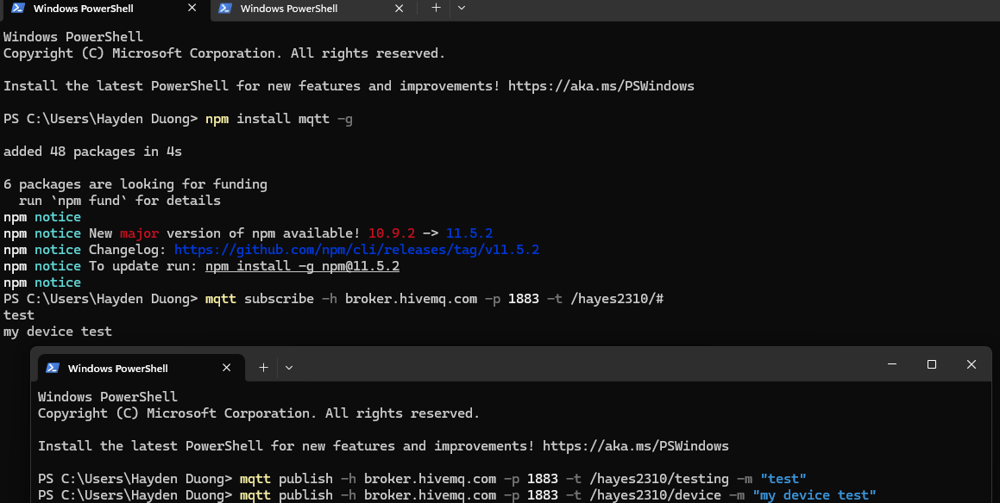 Windows PowerShell
Windows PowerShell
Windows PowerShell
Copyright (C) Microsoft Corporation. All rights reserved.
Install the latest PowerShell for new features and improvements! https://aka.ms/PSWindows
PS C:\Users\Hayden Duong> npm install mqtt -g
added 48 packages in 4s
6 packages are looking for funding
  run `npm fund` for details
npm notice
npm notice New major version of npm available! 10.9.2 -> 11.5.2
npm notice Changelog: https://github.com/npm/cli/releases/tag/v11.5.2
npm notice To update run: npm install -g npm@11.5.2
npm notice
PS C:\Users\Hayden Duong> mqtt subscribe -h broker.hivemq.com -p 1883 -t /hayes2310/#
test
my device test
Windows PowerShell
Windows PowerShell
Copyright (C) Microsoft Corporation. All rights reserved.
Install the latest PowerShell for new features and improvements! https://aka.ms/PSWindows
PS C:\Users\Hayden Duong> mqtt publish -h broker.hivemq.com -p 1883 -t /hayes2310/testing -m "test"
PS C:\Users\Hayden Duong> mqtt publish -h broker.hivemq.com -p 1883 -t /hayes2310/device -m "my device test"